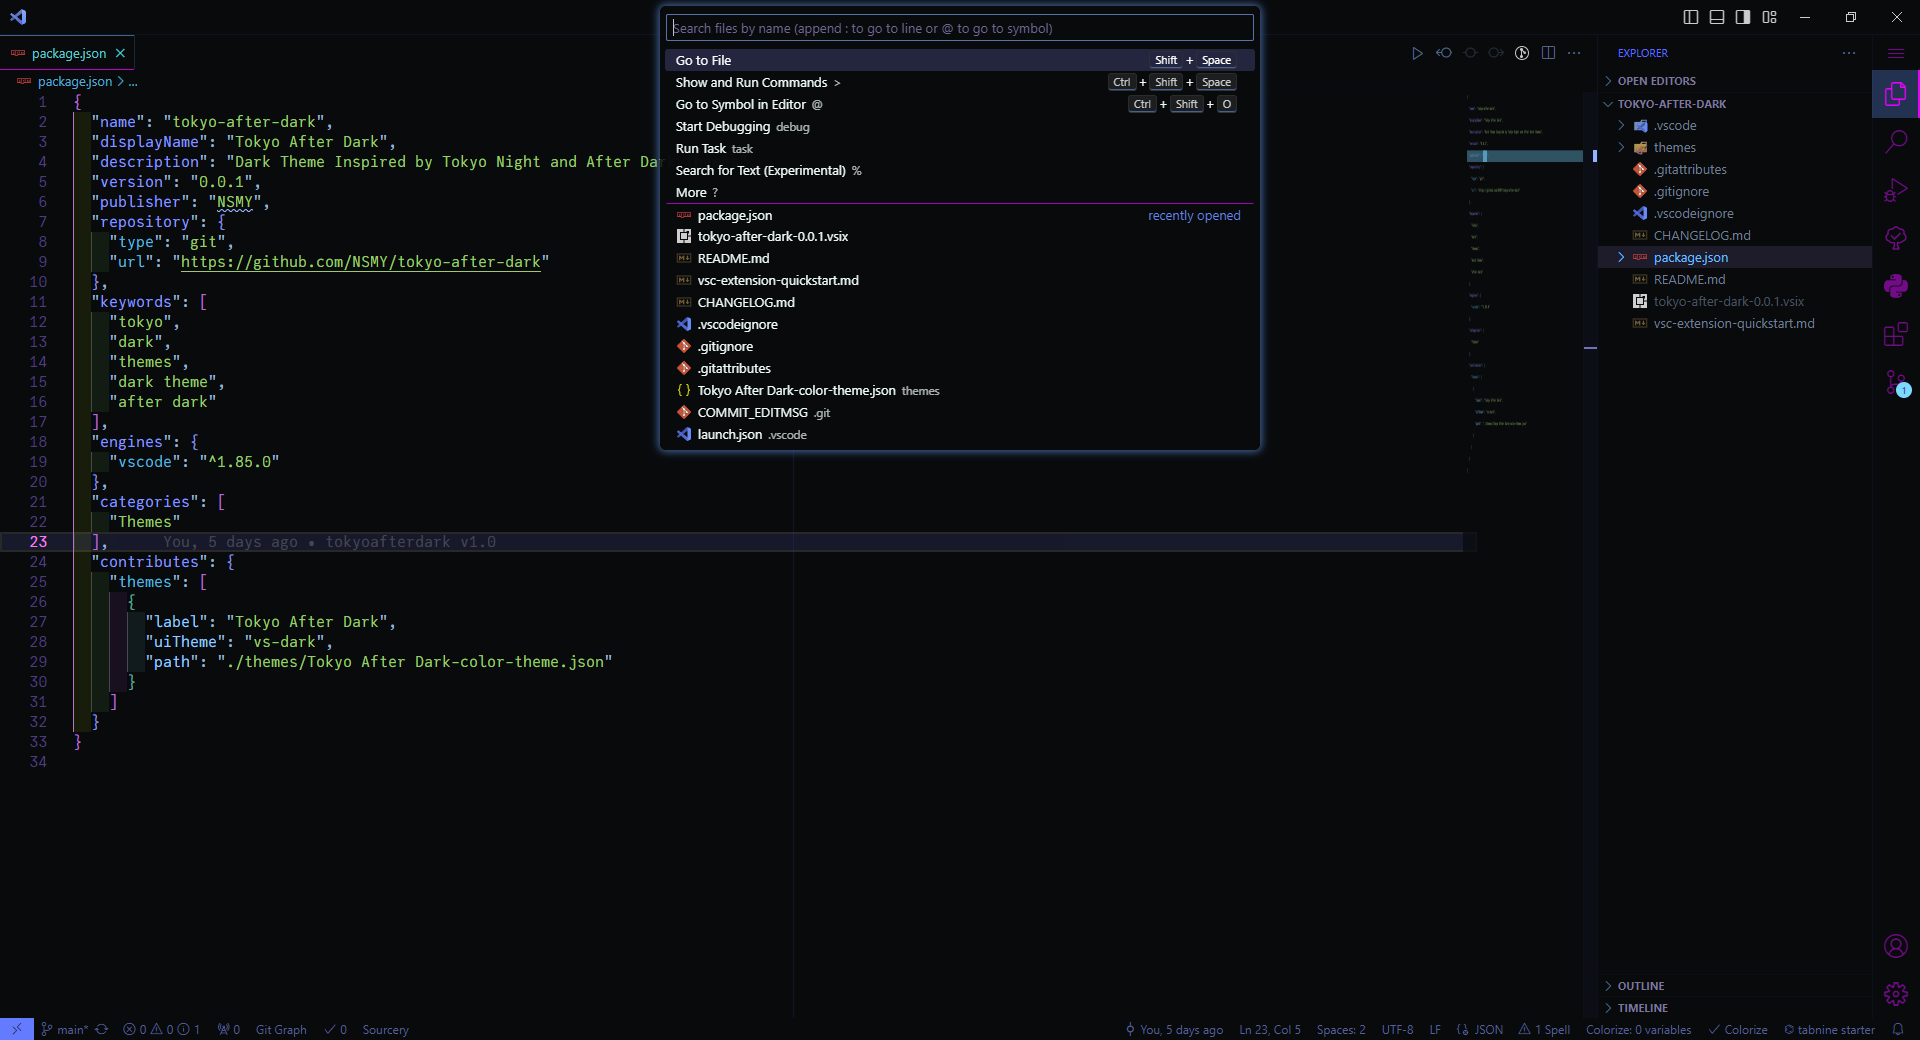 Search files by name (append : to go to line or @ to go to symbol)
Go to File Shift + Space
Show and Run Commands > Ctrl + Shift + Space
Go to Symbol in Editor @ Ctrl + Shift + O
Start Debugging debug
Run Task task
Search for Text (Experimental) %
More ?
package.json recently opened
tokyo-after-dark-0.0.1.vsix
README.md
vsc-extension-quickstart.md
CHANGELOG.md
.vscodeignore
.gitignore
.gitattributes
Tokyo After Dark-color-theme.json themes
COMMIT_EDITMSG .git
launch.json .vscode
package.json
package.json > ...
1 {
2 "name": "tokyo-after-dark",
3 "displayName": "Tokyo After Dark",
4 "description": "Dark Theme Inspired by Tokyo Night and After Dar
5 "version": "0.0.1",
6 "publisher": "NSMY",
7 "repository": {
8 "type": "git",
9 "url": "https://github.com/NSMY/tokyo-after-dark"
10 },
11 "keywords": [
12 "tokyo",
13 "dark",
14 "themes",
15 "dark theme",
16 "after dark"
17 ],
18 "engines": {
19 "vscode": "^1.85.0"
20 },
21 "categories": [
22 "Themes"
23 ], You, 5 days ago • tokyoafterdark v1.0
24 "contributes": {
25 "themes": [
26 {
27 "label": "Tokyo After Dark",
28 "uiTheme": "vs-dark",
29 "path": "./themes/Tokyo After Dark-color-theme.json"
30 }
31 ]
32 }
33 }
34
EXPLORER
OPEN EDITORS
TOKYO-AFTER-DARK
.vscode
themes
.gitattributes
.gitignore
.vscodeignore
CHANGELOG.md
package.json
README.md
tokyo-after-dark-0.0.1.vsix
vsc-extension-quickstart.md
1
OUTLINE
TIMELINE
main* 0 0 1 0 Git Graph 0 Sourcery
You, 5 days ago Ln 23, Col 5 Spaces: 2 UTF-8 LF JSON 1 Spell Colorize: 0 variables Colorize tabnine starter